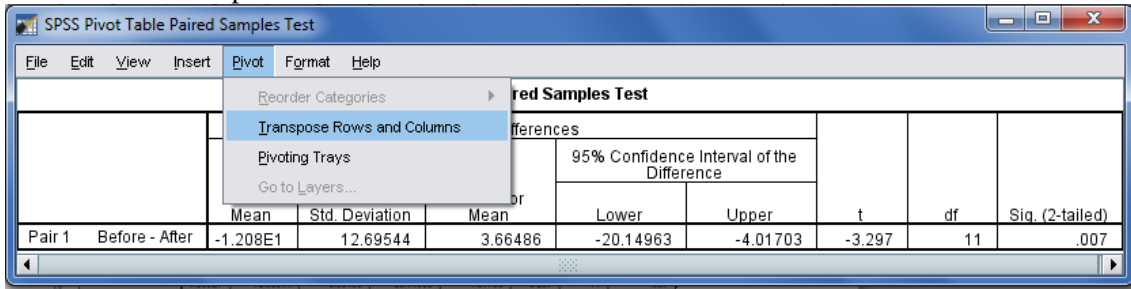 SPSS Pivot Table Paired Samples Test
File Edit View Insert Pivot Format Help
Reorder Categories
red Samples Test
Transpose Rows and Columns
fferences
Pivoting Trays
95% Confidence Interval of the
Difference
Go to Layers...
or
Mean Std. Deviation Mean Lower Upper t df Sig. (2-tailed)
Pair 1 Before - After -1.208E1 12.69544 3.66486 -20.14963 -4.01703 -3.297 11 .007